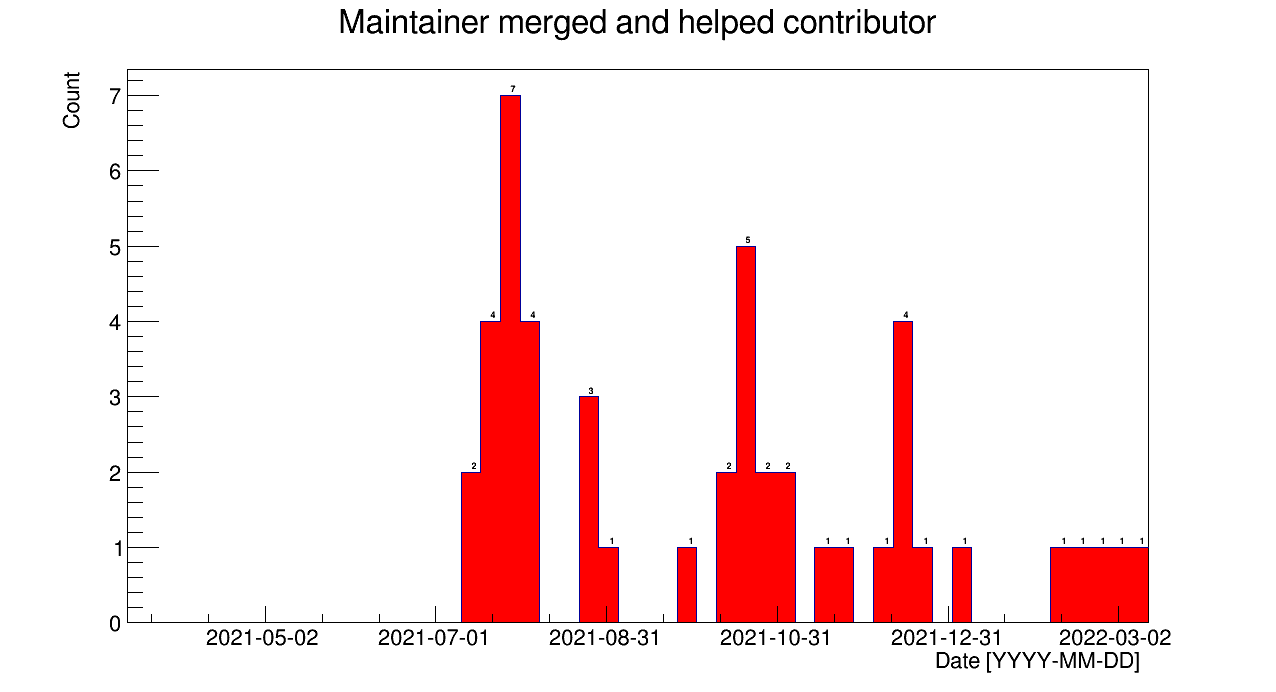 Maintainer merged and helped contributor
Count
7
6
5
4
3
2
1
0
7
5
4 4 4
3
2 2 2 2
1 1 1 1 1 1 1 1 1 1 1 1
2021-05-02 2021-07-01 2021-08-31 2021-10-31 2021-12-31 2022-03-02
Date [YYYY-MM-DD]